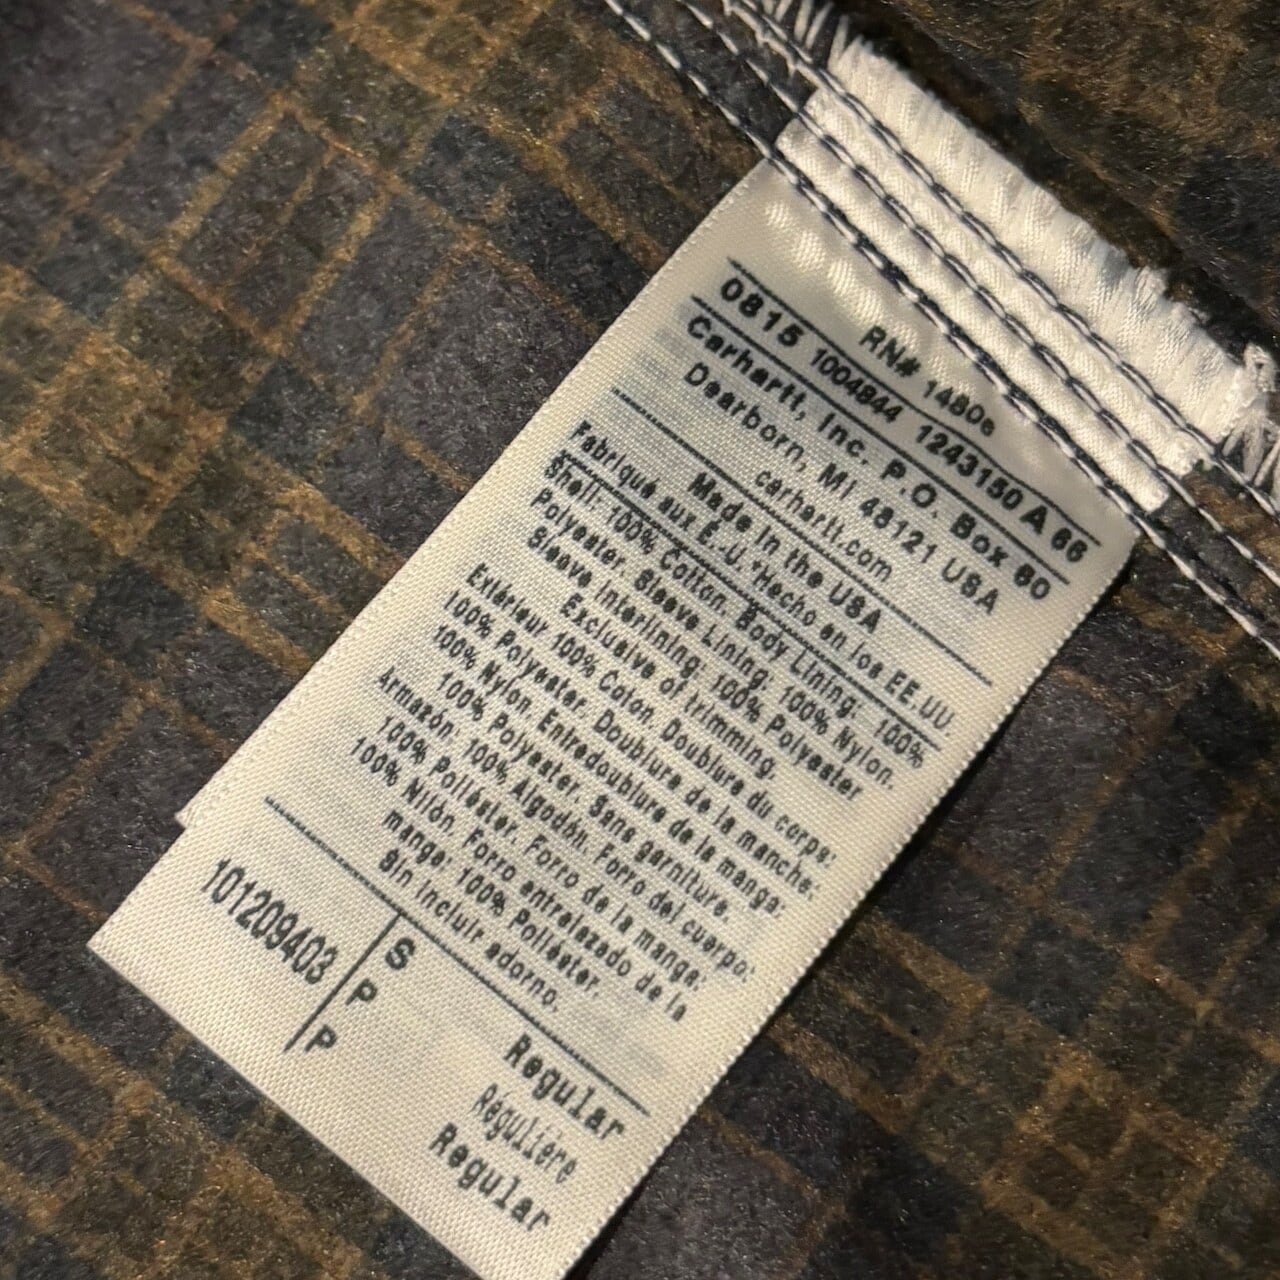 RN# 14806
0815 1004844 1243150 A 66
Carhartt, Inc. P.O. Box 60
Dearborn, MI 48121 USA
carhartt.com
Made in the USA
Fabriqué aux E.-U. *Hecho en los EE.UU
Shell: 100% Cotton. Body Lining: 100%
Polyester. Sleeve Lining: 100% Nylon.
Sleeve Interlining: 100% Polyester
Exclusive of trimming.
Extérieur 100% Coton. Doublure du corps:
100% Polyester. Doublure de la manche:
100% Nylon. Entredoublure de la manga:
100% Polyester. Sans garniture.
Armazón. 100% Algodón. Forro del cuerpo:
100% Poliéster. Forro de la manga:
100% Nilón. Forro entrelazado de la
mange: 100% Poliéster.
Sin incluir adorno.
101209403
S Regular
P Régulière
P Regular